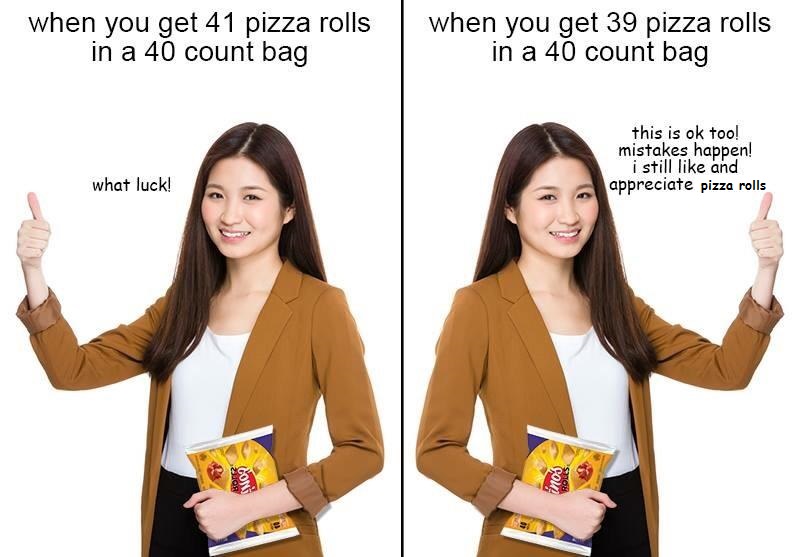 when you get 41 pizza rolls
in a 40 count bag
what luck!
when you get 39 pizza rolls
in a 40 count bag
this is ok too!
mistakes happen!
i still like and
appreciate pizza rolls